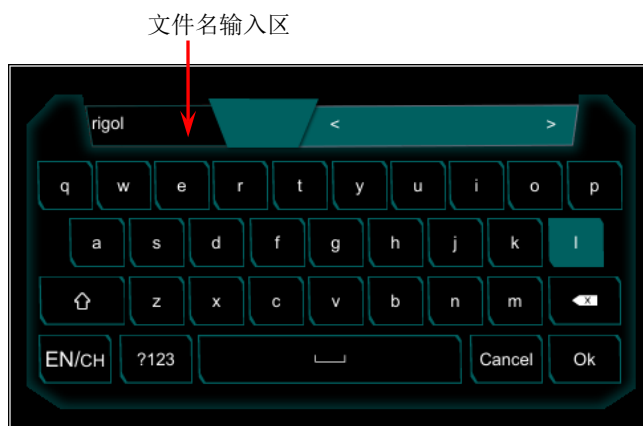 文件名输入区
rigol < >
q w e r t y u i o p
a s d f g h j k l
z x c v b n m x
EN/CH ?123 Cancel Ok